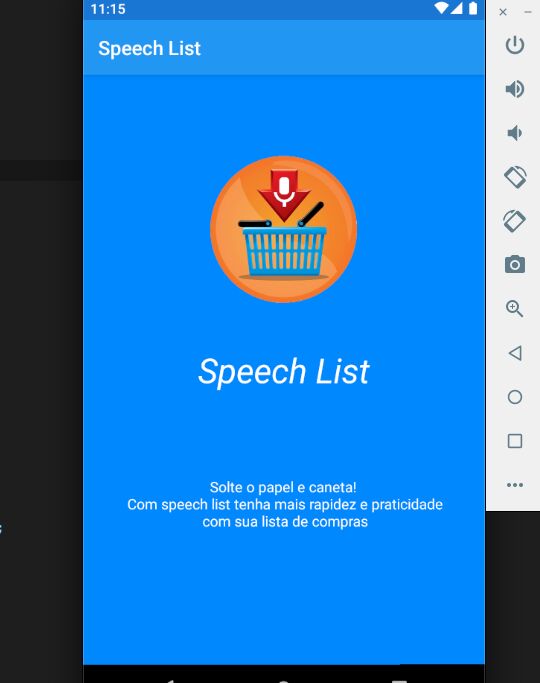 11:15
Speech List
Speech List
Solte o papel e caneta!
Com speech list tenha mais rapidez e praticidade
com sua lista de compras